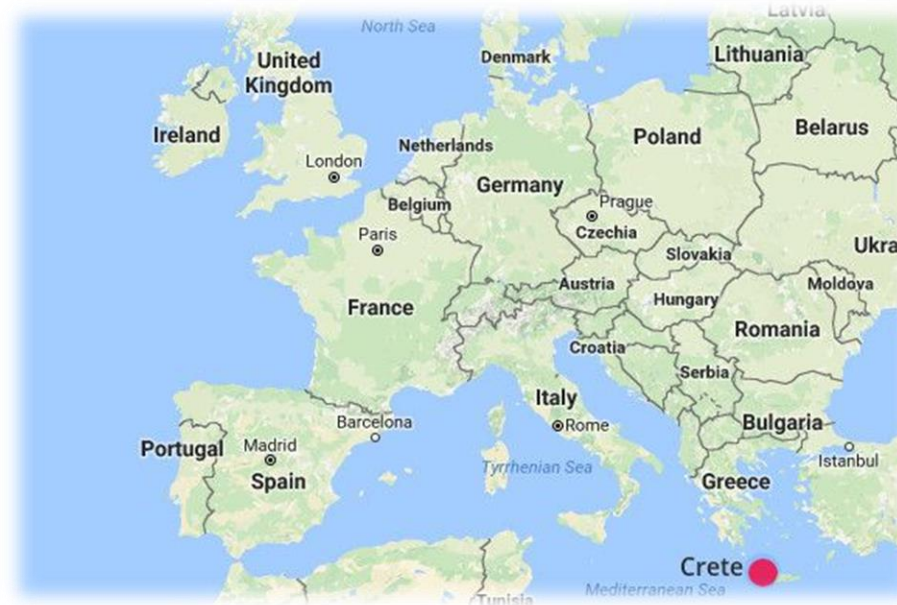 Latvia
North Sea
Denmark
Lithuania
United
Kingdom
Ireland
Netherlands
Poland
Belarus
London
Germany
Belgium
Prague
Czechia
Paris
Slovakia
Ukra
Austria
Moldova
France
Hungary
Romania
Croatia
Serbia
Italy
Barcelona
Rome
Bulgaria
Portugal
Madrid
Istanbul
Tyrrhenian Sea
Spain
Greece
Crete
Mediterranean Sea
Tunisia